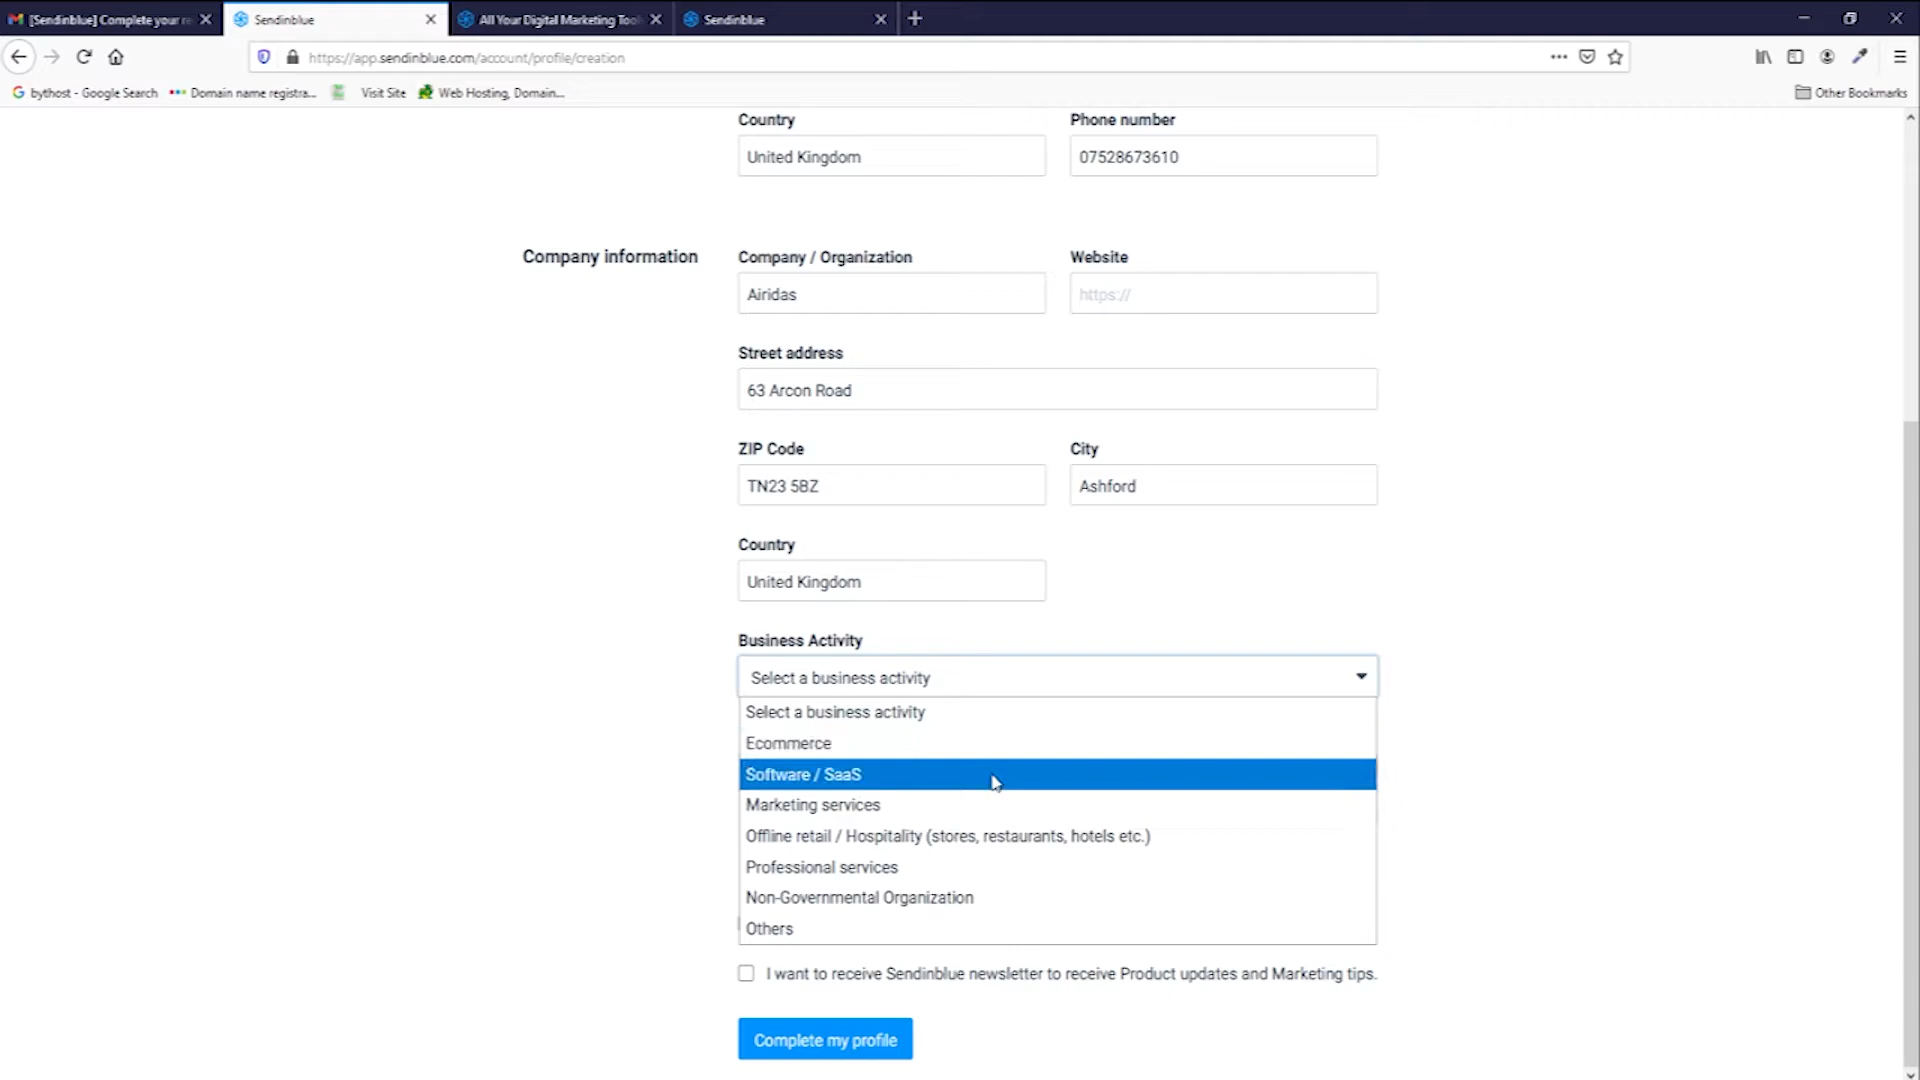 [Sendinblue] Complete your re
Sendinblue
All Your Digital Marketing Tool
Sendinblue
https://app.sendinblue.com/account/profile/creation
bythost - Google Search
Domain name registra...
Visit Site
Web Hosting, Domain...
Other Bookmarks
Country
Phone number
United Kingdom
07528673610
Company information
Company / Organization
Website
Airidas
https://
Street address
63 Arcon Road
ZIP Code
City
TN23 5BZ
Ashford
Country
United Kingdom
Business Activity
Select a business activity
Select a business activity
Ecommerce
Software / SaaS
Marketing services
Offline retail / Hospitality (stores, restaurants, hotels etc.)
Professional services
Non-Governmental Organization
Others
I want to receive Sendinblue newsletter to receive Product updates and Marketing tips.
Complete my profile